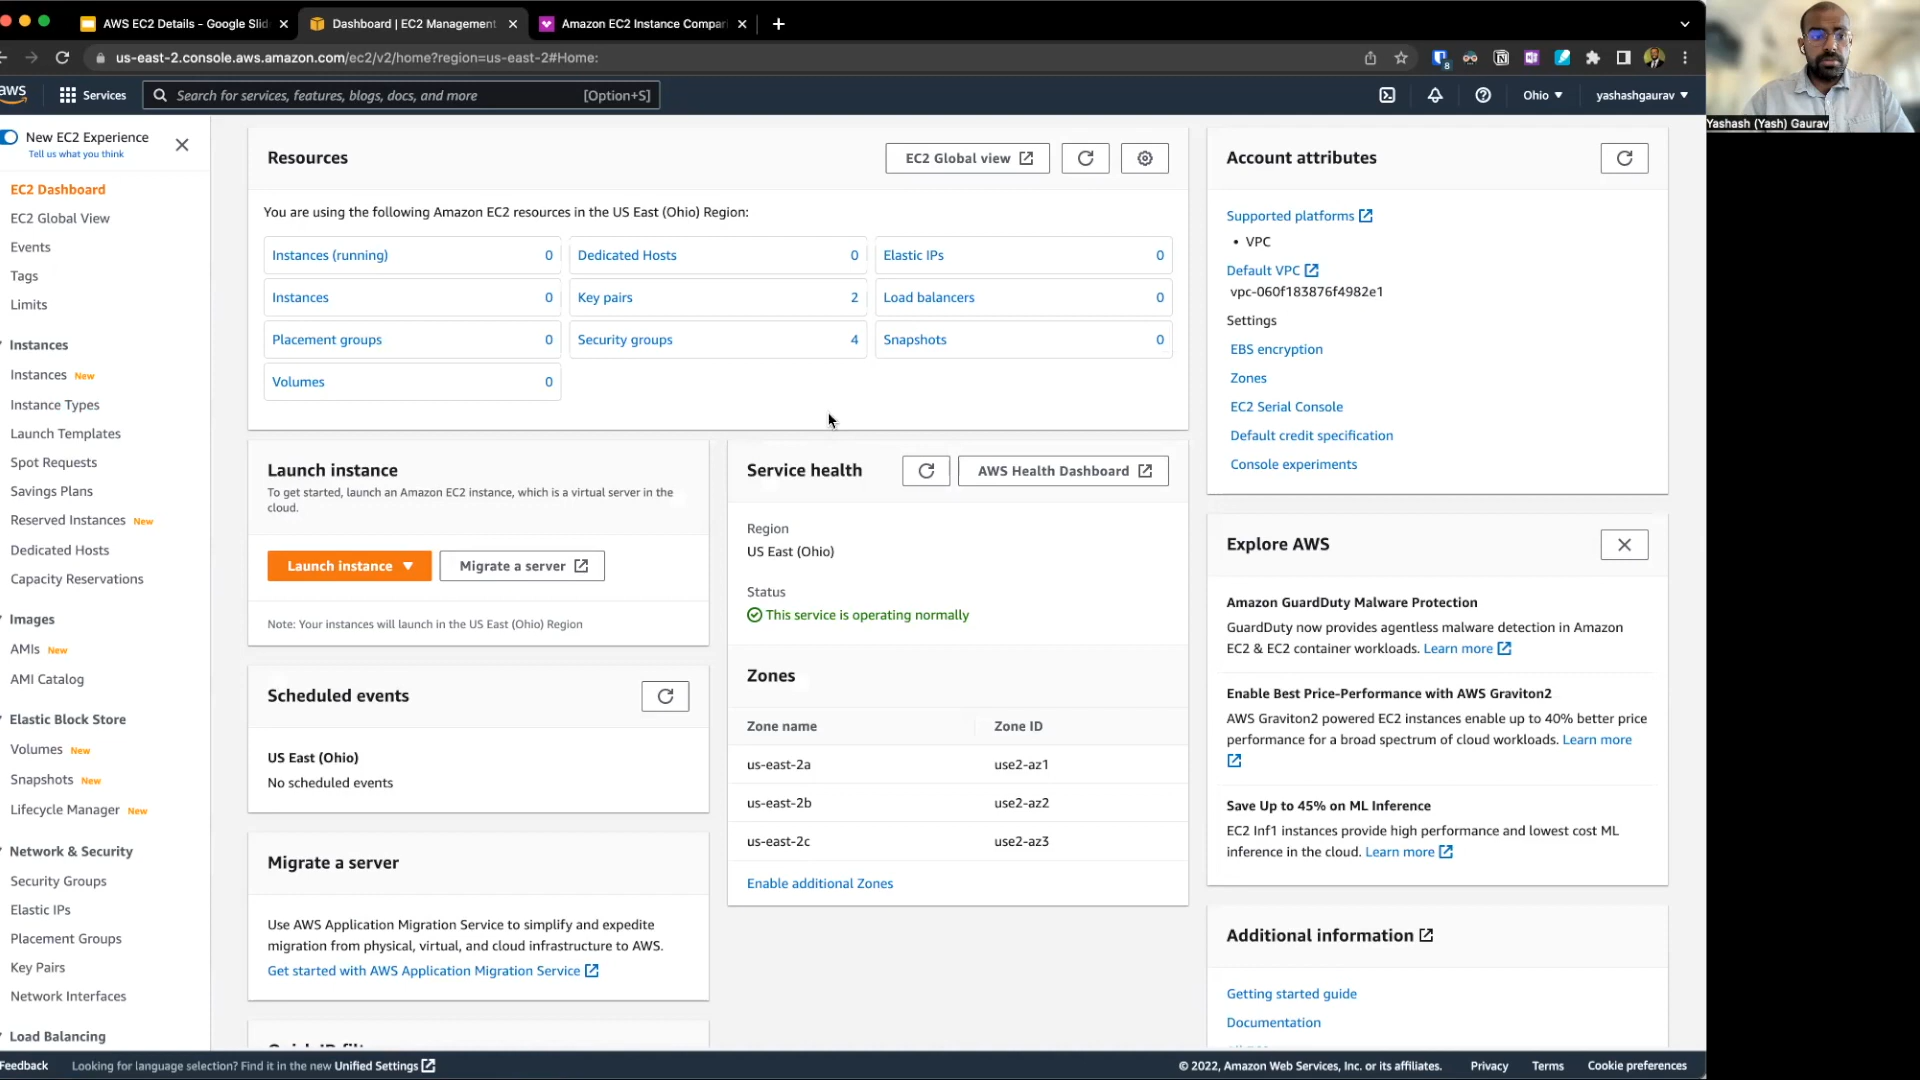 AWS EC2 Details - Google Slid
Dashboard | EC2 Management
Amazon EC2 Instance Compari
us-east-2.console.aws.amazon.com/ec2/v2/home?region=us-east-2#Home:
8
aws
Services
Search for services, features, blogs, docs, and more
[Option+S]
Ohio
yashashgaurav
Yashash (Yash) Gaurav
New EC2 Experience
Tell us what you think
EC2 Dashboard
EC2 Global View
Events
Tags
Limits
Instances
Instances New
Instance Types
Launch Templates
Spot Requests
Savings Plans
Reserved Instances New
Dedicated Hosts
Capacity Reservations
Images
AMIs New
AMI Catalog
Elastic Block Store
Volumes New
Snapshots New
Lifecycle Manager New
Network & Security
Security Groups
Elastic IPs
Placement Groups
Key Pairs
Network Interfaces
Load Balancing
Resources
EC2 Global view
You are using the following Amazon EC2 resources in the US East (Ohio) Region:
Instances (running) 0
Dedicated Hosts 0
Elastic IPs 0
Instances 0
Key pairs 2
Load balancers 0
Placement groups 0
Security groups 4
Snapshots 0
Volumes 0
Launch instance
To get started, launch an Amazon EC2 instance, which is a virtual server in the
cloud.
Launch instance
Migrate a server
Note: Your instances will launch in the US East (Ohio) Region
Scheduled events
US East (Ohio)
No scheduled events
Migrate a server
Use AWS Application Migration Service to simplify and expedite
migration from physical, virtual, and cloud infrastructure to AWS.
Get started with AWS Application Migration Service
Service health
AWS Health Dashboard
Region
US East (Ohio)
Status
This service is operating normally
Zones
Zone name Zone ID
us-east-2a use2-az1
us-east-2b use2-az2
us-east-2c use2-az3
Enable additional Zones
Account attributes
Supported platforms
• VPC
Default VPC
vpc-060f183876f4982e1
Settings
EBS encryption
Zones
EC2 Serial Console
Default credit specification
Console experiments
Explore AWS
Amazon GuardDuty Malware Protection
GuardDuty now provides agentless malware detection in Amazon
EC2 & EC2 container workloads. Learn more
Enable Best Price-Performance with AWS Graviton2
AWS Graviton2 powered EC2 instances enable up to 40% better price
performance for a broad spectrum of cloud workloads. Learn more
Save Up to 45% on ML Inference
EC2 Inf1 instances provide high performance and lowest cost ML
inference in the cloud. Learn more
Additional information
Getting started guide
Documentation
Feedback
Looking for language selection? Find it in the new Unified Settings
© 2022, Amazon Web Services, Inc. or its affiliates.
Privacy
Terms
Cookie preferences